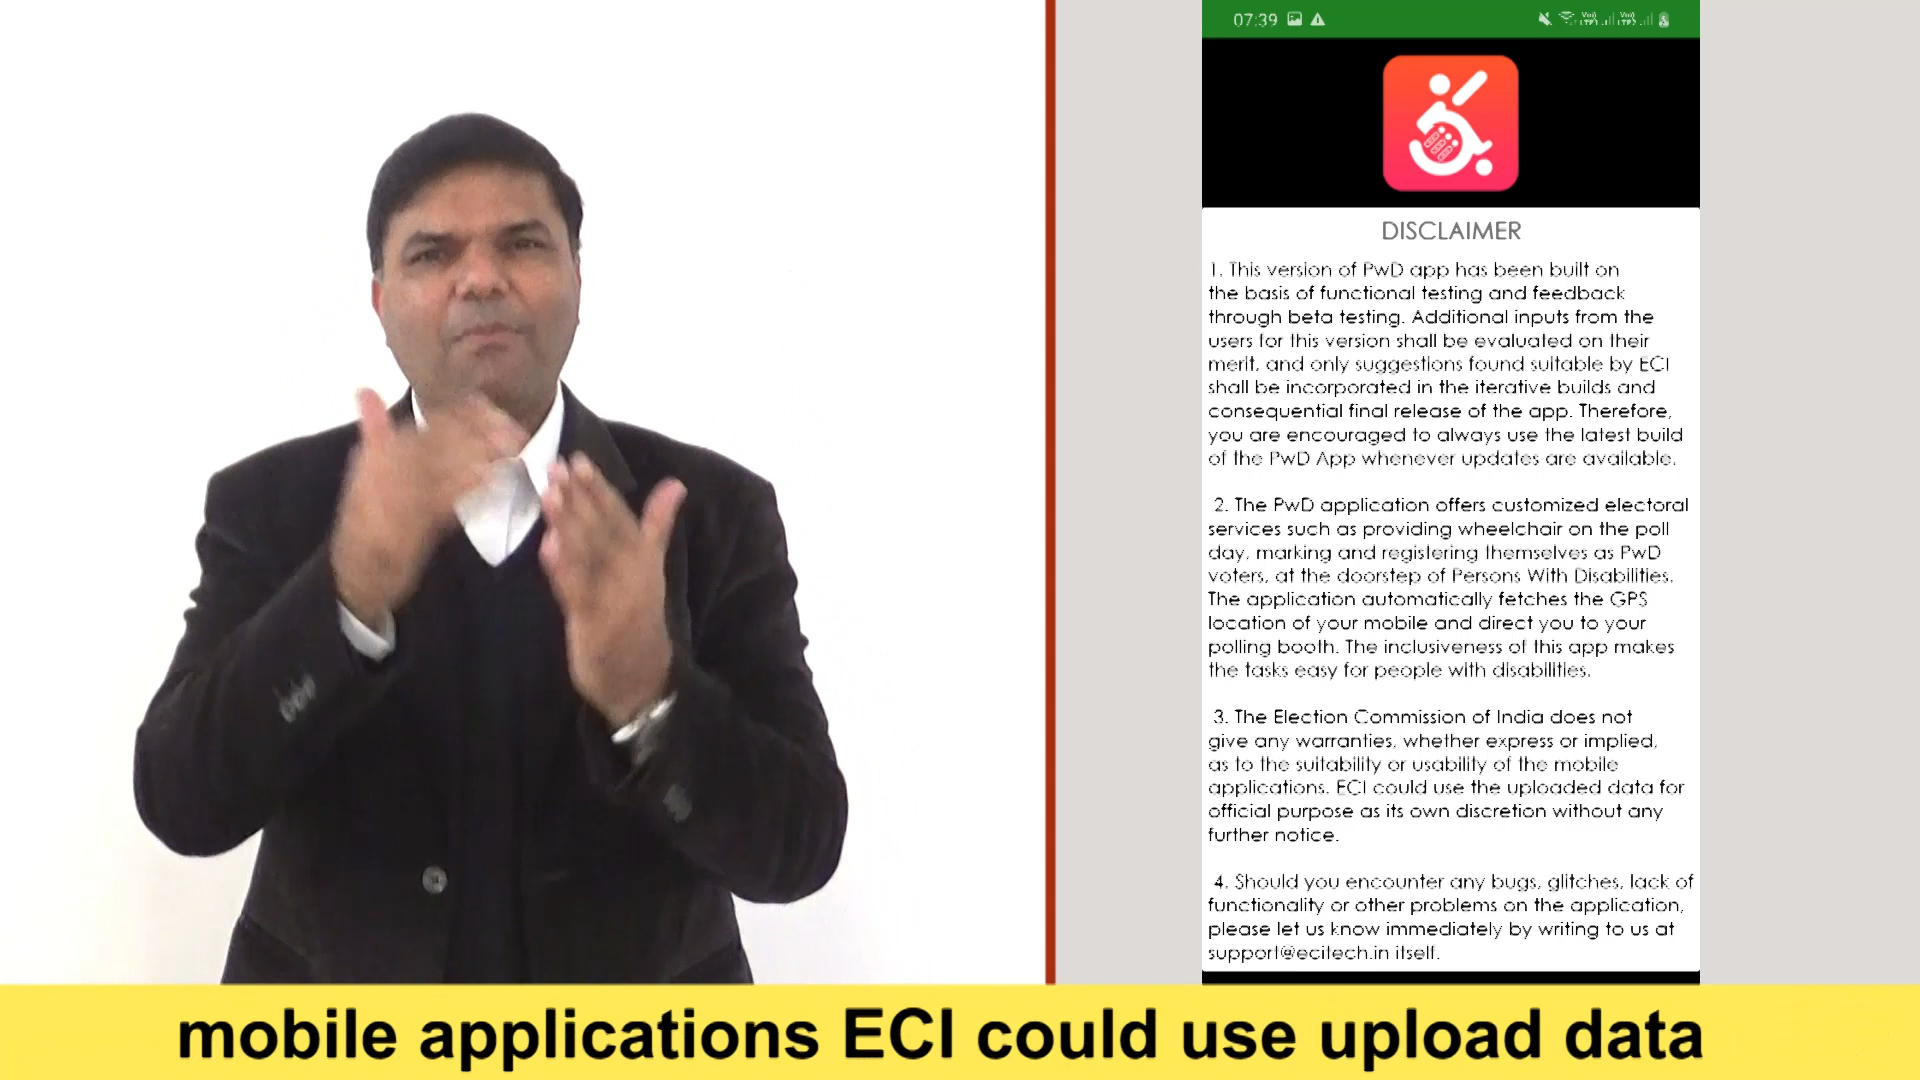 07:39
DISCLAIMER
1. This version of PwD app has been built on
the basis of functional testing and feedback
through beta testing. Additional inputs from the
users for this version shall be evaluated on their
merit, and only suggestions found suitable by ECI
shall be incorporated in the iterative builds and
consequential final release of the app. Therefore,
you are encouraged to always use the latest build
of the PwD App whenever updates are available.
2. The PwD application offers customized electoral
services such as providing wheelchair on the poll
day, marking and registering themselves as PwD
voters, at the doorstep of Persons With Disabilities.
The application automatically fetches the GPS
location of your mobile and direct you to your
polling booth. The inclusiveness of this app makes
the tasks easy for people with disabilities.
3. The Election Commission of India does not
give any warranties, whether express or implied,
as to the suitability or usability of the mobile
applications. ECI could use the uploaded data for
official purpose as its own discretion without any
further notice.
4. Should you encounter any bugs, glitches, lack of
functionality or other problems on the application,
please let us know immediately by writing to us at
support@ecitech.in itself.
mobile applications ECI could use upload data